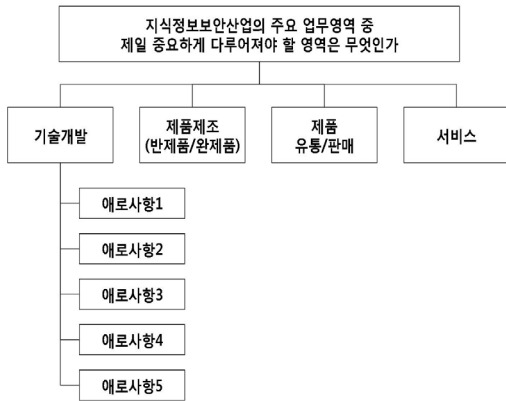 지식정보보안산업의 주요 업무영역 중
제일 중요하게 다루어져야 할 영역은 무엇인가
기술개발
제품제조
(반제품/완제품)
제품
유통/판매
서비스
애로사항1
애로사항2
애로사항3
애로사항4
애로사항5